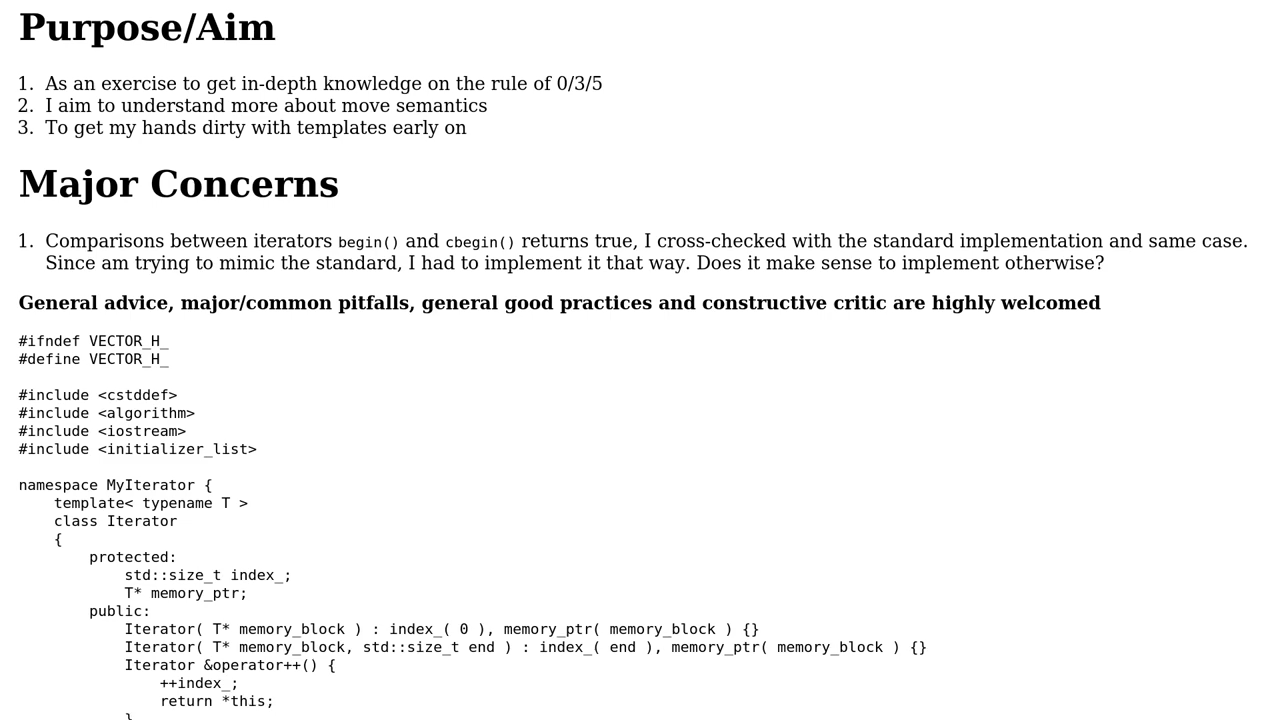 Purpose/Aim
1. As an exercise to get in-depth knowledge on the rule of 0/3/5
2. I aim to understand more about move semantics
3. To get my hands dirty with templates early on
Major Concerns
1. Comparisons between iterators begin() and cbegin() returns true, I cross-checked with the standard implementation and same case.
Since am trying to mimic the standard, I had to implement it that way. Does it make sense to implement otherwise?
General advice, major/common pitfalls, general good practices and constructive critic are highly welcomed
#ifndef VECTOR_H_
#define VECTOR_H_
#include <cstddef>
#include <algorithm>
#include <iostream>
#include <initializer_list>
namespace MyIterator {
    template< typename T >
    class Iterator
    {
        protected:
            std::size_t index_;
            T* memory_ptr;
        public:
            Iterator( T* memory_block ) : index_( 0 ), memory_ptr( memory_block ) {}
            Iterator( T* memory_block, std::size_t end ) : index_( end ), memory_ptr( memory_block ) {}
            Iterator &operator++() {
                ++index_;
                return *this;
            }